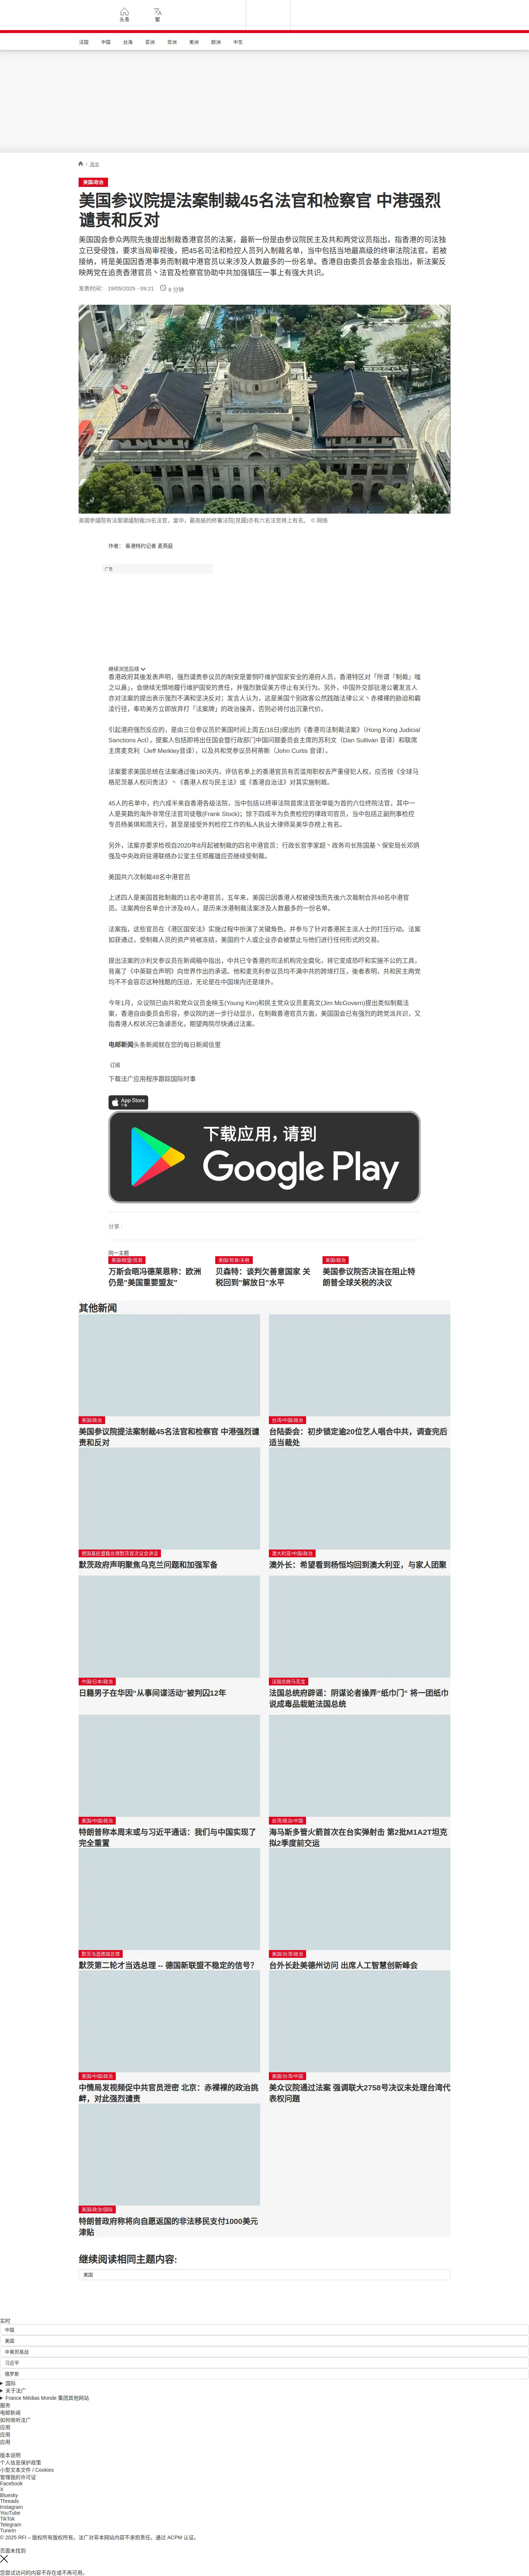 头条
繁
法国
中国
台海
亚洲
非洲
美洲
欧洲
中东
/ 政治
美国/政治
美国参议院提法案制裁45名法官和检察官 中港强烈
谴责和反对
美国国会参众两院先後提出制裁香港官员的法案，最新一份是由参议院民主及共和两党议员指出，指香港的司法独
立已受侵蚀，要求当局审视後，把45名司法和检控人员列入制裁名单，当中包括当地最高级的终审法院法官。若被
接纳，将是美国因香港事务而制裁中港官员以来涉及人数最多的一份名单。香港自由委员会基金会指出，新法案反
映两党在追责香港官员丶法官及检察官协助中共加强镇压一事上有强大共识。
发表时间： 19/05/2025 - 09:21
8 分钟
美国参议院有法案建议制裁29名法官，当中，最高级的终审法院(见图)亦有六名法官榜上有名。 © 网络
作者： 香港特约记者 麦燕庭
广告
继续浏览后续
香港政府其後发表声明，强烈谴责参议员的制安是要恫吓维护国家安全的港府人员，香港特区对「所谓『制裁』嗤
之以鼻」，会继续无惧地履行维护国安的责任，并强烈敦促美方停止有关行为。另外，中国外交部驻港公署发言人
亦对法案的提出表示强烈不满和坚决反对；发言人认为，这是美国个别政客公然践踏法律公义丶赤裸裸的胁迫和霸
凌行径，奉劝美方立即放弃打「法案牌」的政治操弄，否则必将付出沉重代价。
引起港府强烈反应的，是由三位参议员於美国时间上周五(16日)提出的《香港司法制裁法案》（Hong Kong Judicial
Sanctions Act），提案人包括即将出任国会暨行政部门中国问题委员会主席的苏利文（Dan Sullivan 音译）和联席
主席麦克利（Jeff Merkley音译），以及共和党参议员柯蒂斯（John Curtis 音译）。
法案要求美国总统在法案通过後180天内，评估名单上的香港官员有否滥用职权去严重侵犯人权，应否按《全球马
格尼茨基人权问责法》丶《香港人权与民主法》或《香港自治法》对其实施制裁。
45人的名单中，约六成半来自香港各级法院，当中包括以终审法院首席法官张举能为首的六位终院法官，其中一
人是英籍的海外非常任法官司徒敬(Frank Stock)；馀下四成半为负责检控的律政司官员，当中包括正副刑事检控
专员杨美琪和周天行，甚至是接受外判检控工作的私人执业大律师吴美华亦榜上有名。
另外，法案亦要求检视自2020年8月起被制裁的四名中港官员：行政长官李家超丶政务司长陈国基丶保安局长邓炳
强及中央政府驻港联络办公室主任郑雁雄应否继续受制裁。
美国共六次制裁48名中港官员
上述四人是美国首批制裁的11名中港官员，五年来，美国已因香港人权被侵蚀而先後六次裁制合共48名中港官
员。法案两份名单合计涉及49人，是历来涉港制裁法案涉及人数最多的一份名单。
法案指，这些官员在《港区国安法》实施过程中扮演了关键角色，并参与了针对香港民主派人士的打压行动。法案
如获通过，受制裁人员的资产将被冻结，美国的个人或企业亦会被禁止与他们进行任何形式的交易。
提出法案的沙利文参议员在新闻稿中指出，中共已令香港的司法机构完全腐化，将它变成恐吓和实施不公的工具，
背离了《中英联合声明》向世界作出的承诺。他和麦克利参议员均不满中共的跨境打压，後者表明，共和民主两党
均不会容忍这种残酷的压迫，无论是在中国境内还是境外。
今年1月，众议院已由共和党众议员金映玉(Young Kim)和民主党众议员麦高文(Jim McGovern)提出类似制裁法
案，香港自由委员会形容，参议院的进一步行动显示，在制裁香港官员方面，美国国会已有强烈的跨党派共识，又
指香港人权状况已急遽恶化，期望两院尽快通过法案。
电邮新闻头条新闻就在您的每日新闻信里
订阅
下载法广应用程序跟踪国际时事
App Store
下载
下载应用，请到
Google Play
分享 :
同一主题
美国/欧盟/贸易
万斯会晤冯德莱恩称：欧洲
仍是"美国重要盟友"
美国/贸易/关税
贝森特：谈判欠善意国家 关
税回到"解放日"水平
美国/政治
美国参议院否决旨在阻止特
朗普全球关税的决议
其他新闻
美国/政治
美国参议院提法案制裁45名法官和检察官 中港强烈谴
责和反对
台湾/中国/政治
台陆委会：初步锁定逾20位艺人唱合中共，调查完后
适当裁处
德国基民盟籍总理默茨首次议会讲话
默茨政府声明聚焦乌克兰问题和加强军备
澳大利亚/中国/政治
澳外长：希望看到杨恒均回到澳大利亚，与家人团聚
中国/日本/政治
日籍男子在华因"从事间谍活动"被判囚12年
法国总统马克龙
法国总统府辟谣：阴谋论者操弄"纸巾门" 将一团纸巾
说成毒品栽赃法国总统
美国/中国/政治
特朗普称本周末或与习近平通话：我们与中国实现了
完全重置
台湾/政治/中国
海马斯多管火箭首次在台实弹射击 第2批M1A2T坦克
拟2季度前交运
默茨当选德国总理
默茨第二轮才当选总理 -- 德国新联盟不稳定的信号？
美国/台湾/政治
台外长赴美德州访问 出席人工智慧创新峰会
美国/中国/政治
中情局发视频促中共官员泄密 北京：赤裸裸的政治挑
衅，对此强烈谴责
美国/台湾/中国
美众议院通过法案 强调联大2758号决议未处理台湾代
表权问题
美国/政治/国际
特朗普政府称将向自愿返国的非法移民支付1000美元
津贴
继续阅读相同主题内容:
美国
实时
中国
美国
中美贸易战
习近平
俄罗斯
国际
关于法广
France Médias Monde 集团其他网站
服务
电邮新闻
如何收听法广
应用
应用
应用
版本说明
个人信息保护政策
小型文本文件 / Cookies
管理我的许可证
Facebook
X
Bluesky
Threads
Instagram
YouTube
TikTok
Telegram
TuneIn
© 2025 RFI – 版权所有版权所有。法广对非本网站内容不承担责任。通过 ACPM 认证。
页面未找到
您尝试访问的内容不存在或不再可用。